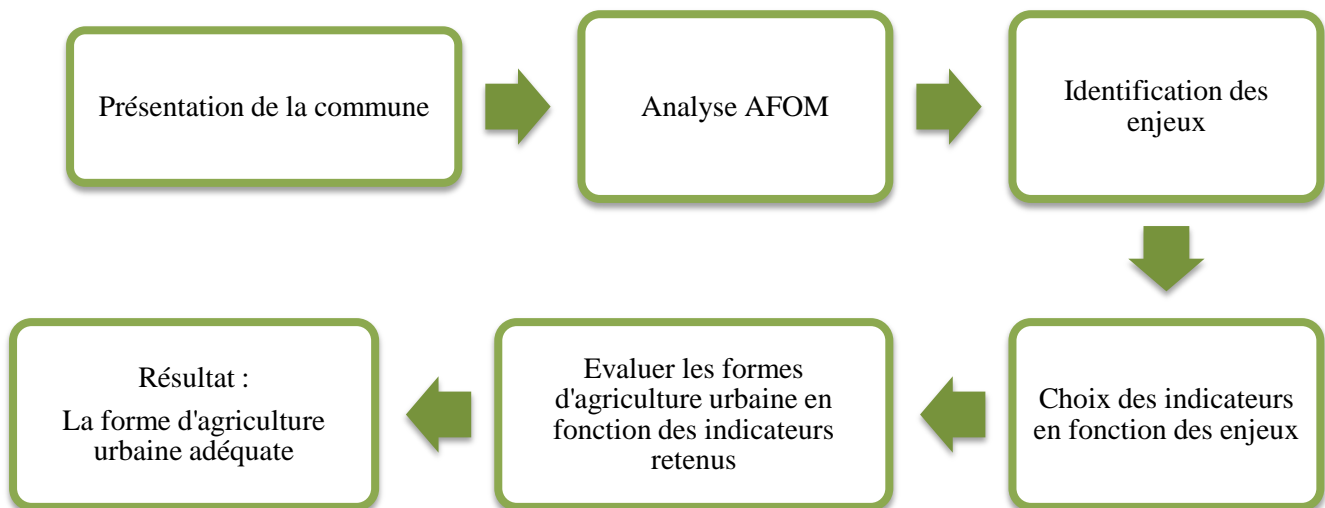 Présentation de la commune
Analyse AFOM
Identification des
enjeux
Choix des indicateurs
en fonction des enjeux
Evaluer les formes
d'agriculture urbaine en
fonction des indicateurs
retenus
Résultat :
La forme d'agriculture
urbaine adéquate